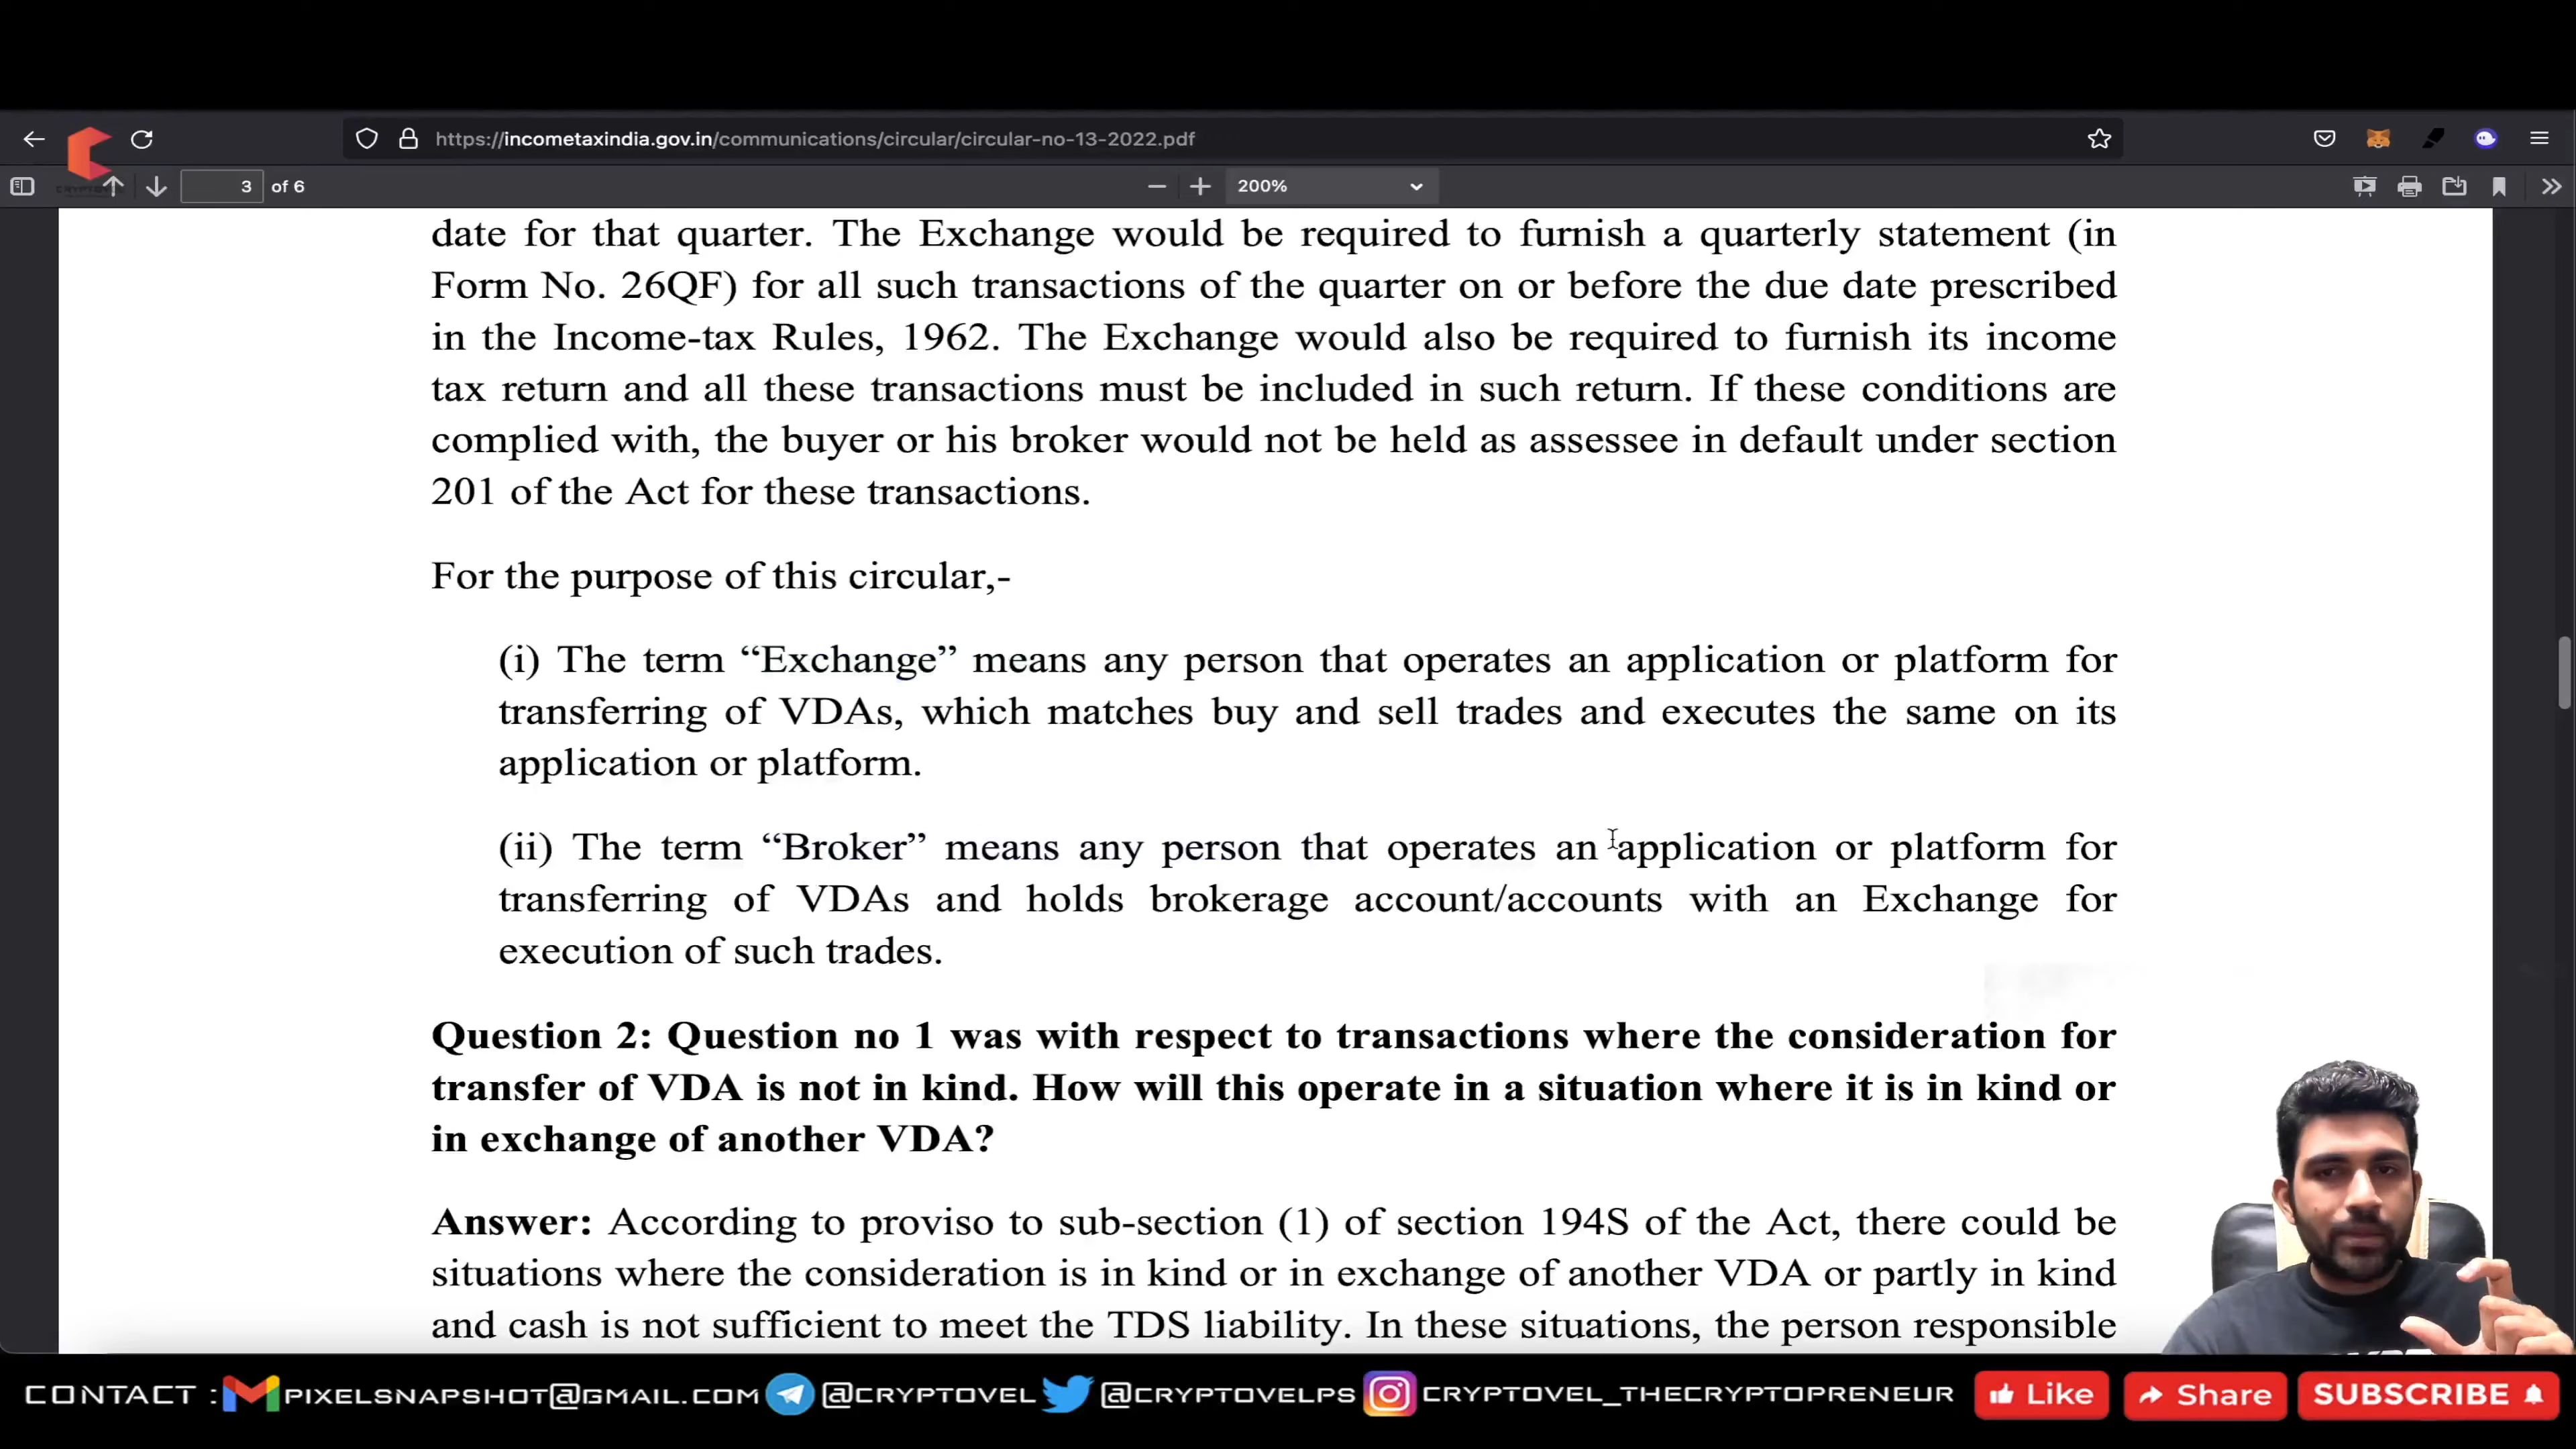 https://incometaxindia.gov.in/communications/circular/circular-no-13-2022.pdf
3 of 6
200%
date for that quarter. The Exchange would be required to furnish a quarterly statement (in
Form No. 26QF) for all such transactions of the quarter on or before the due date prescribed
in the Income-tax Rules, 1962. The Exchange would also be required to furnish its income
tax return and all these transactions must be included in such return. If these conditions are
complied with, the buyer or his broker would not be held as assessee in default under section
201 of the Act for these transactions.
For the purpose of this circular,-
(i) The term “Exchange” means any person that operates an application or platform for
transferring of VDAs, which matches buy and sell trades and executes the same on its
application or platform.
(ii) The term “Broker” means any person that operates an application or platform for
transferring of VDAs and holds brokerage account/accounts with an Exchange for
execution of such trades.
Question 2: Question no 1 was with respect to transactions where the consideration for
transfer of VDA is not in kind. How will this operate in a situation where it is in kind or
in exchange of another VDA?
Answer: According to proviso to sub-section (1) of section 194S of the Act, there could be
situations where the consideration is in kind or in exchange of another VDA or partly in kind
and cash is not sufficient to meet the TDS liability. In these situations, the person responsible
CONTACT : PIXELSNAPSHOT@GMAIL.COM @CRYPTOVEL @CRYPTOVELPS CRYPTOVEL_THECRYPTOPRENEUR Like Share SUBSCRIBE